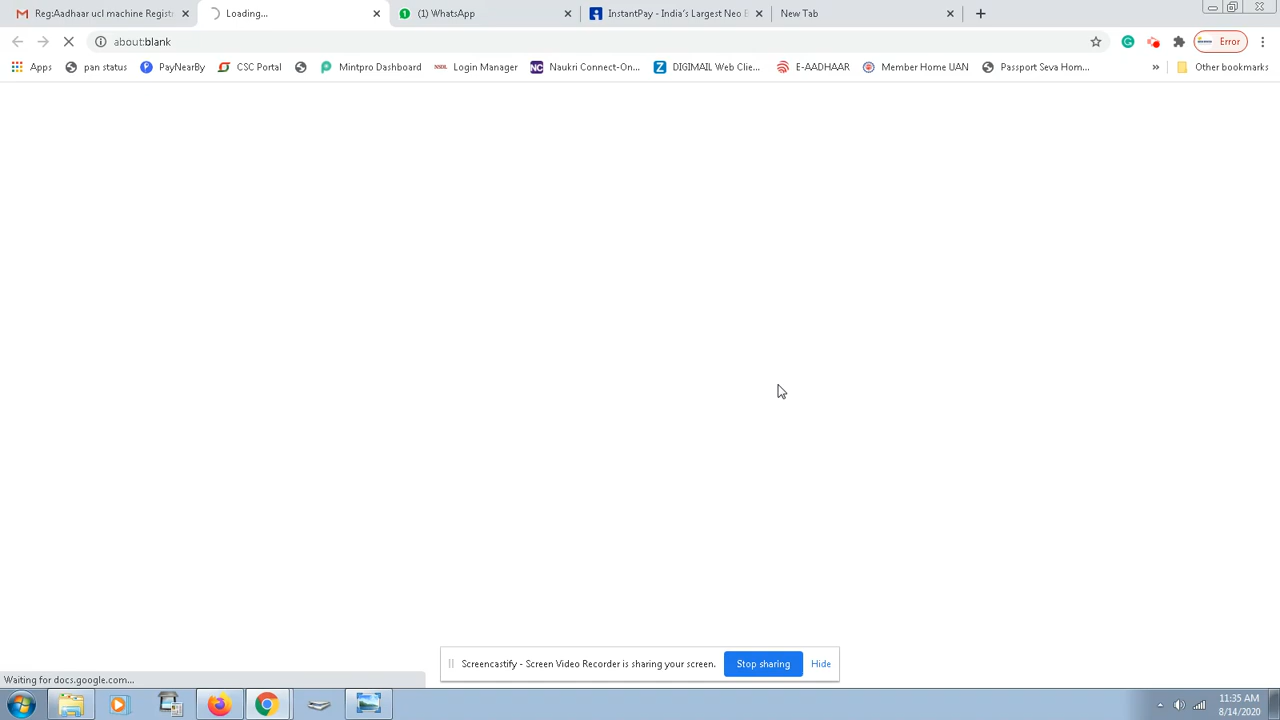 Reg:Aadhaar ucl machine Regist
Loading...
(1) WhatsApp
InstantPay - India's Largest Neo B
New Tab
about:blank
Error
Apps
pan status
PayNearBy
CSC Portal
Mintpro Dashboard
NSDL
Login Manager
NC
Naukri Connect-On...
Z
DIGIMAIL Web Clie...
E-AADHAAR
Member Home UAN
Passport Seva Hom...
»
Other bookmarks
Screencastify - Screen Video Recorder is sharing your screen.
Stop sharing
Hide
Waiting for docs.google.com...
11:35 AM
8/14/2020